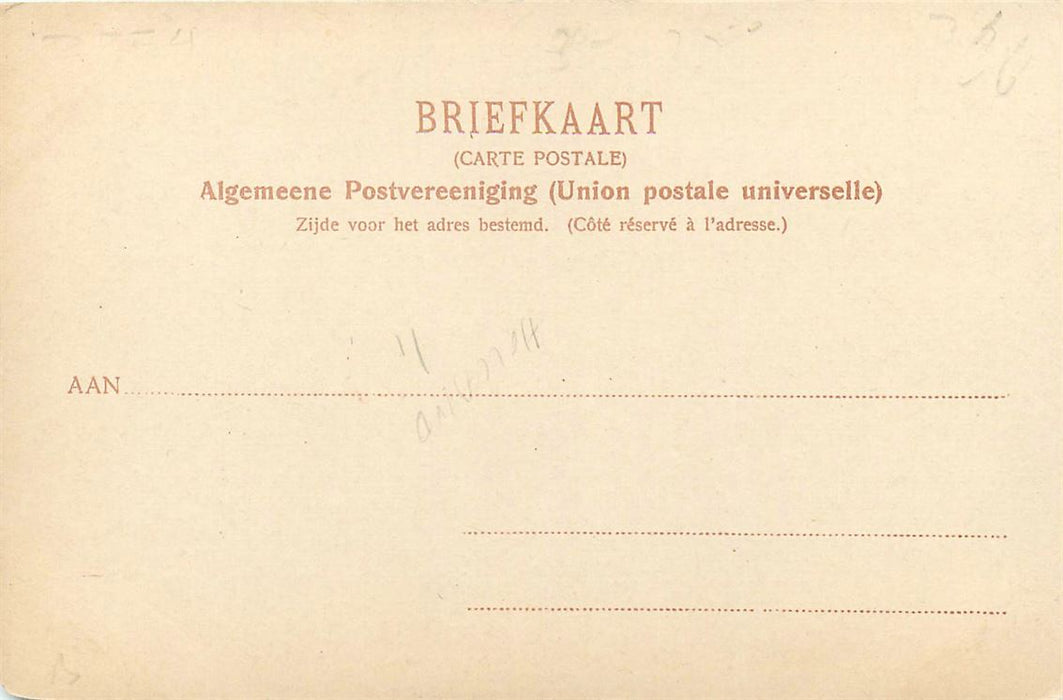 BRIEFKAART
(CARTE POSTALE)
Algemeene Postvereeniging (Union postale universelle)
Zijde voor het adres bestemd. (Côté réservé à l'adresse.)
AAN